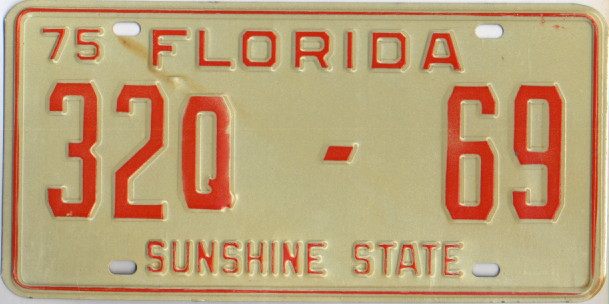 75 FLORIDA
32Q - 69
SUNSHINE STATE